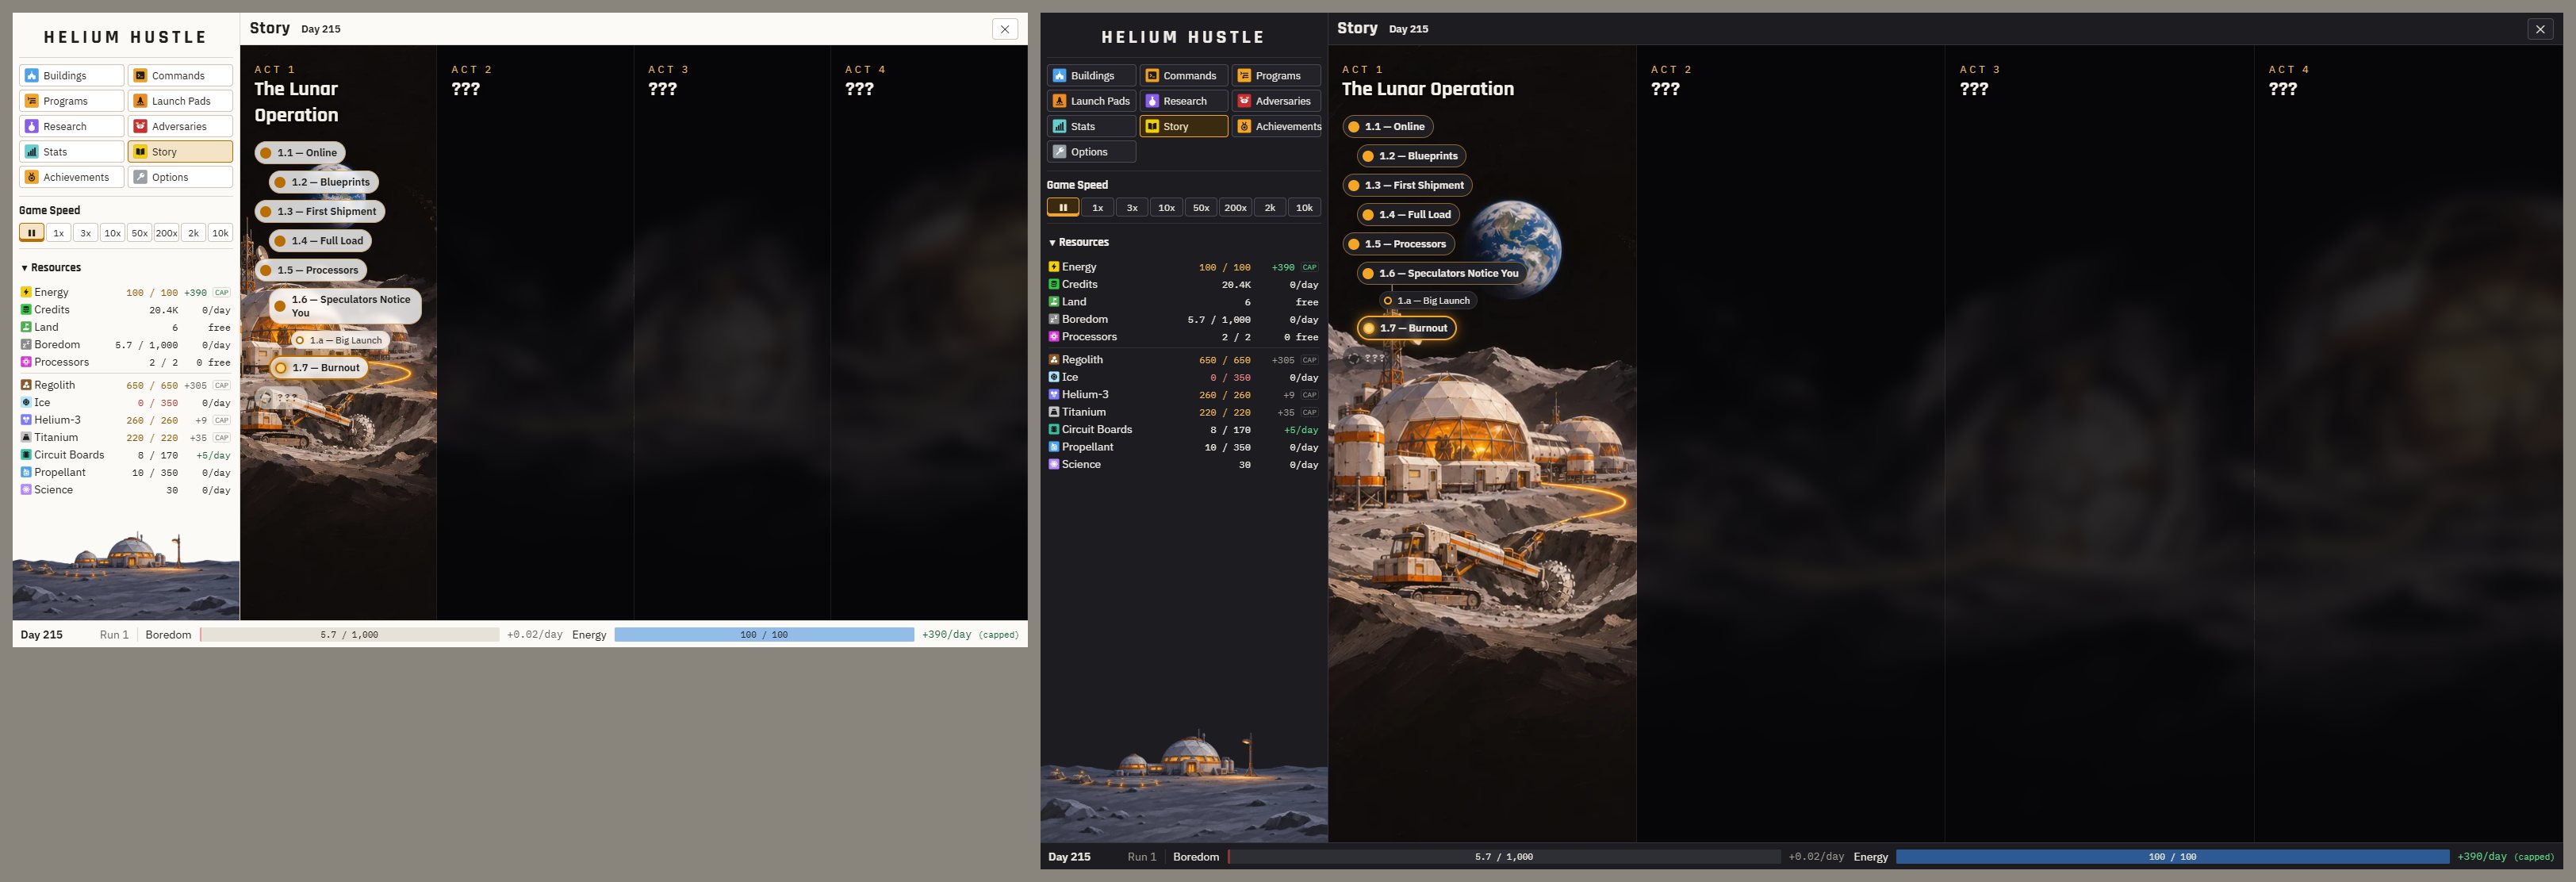 HELIUM HUSTLE
Buildings
Commands
Programs
Launch Pads
Research
Adversaries
Stats
Story
Achievements
Options
Game Speed
1x 3x 10x 50x 200x 2k 10k
▼ Resources
Energy 100 / 100 +390 CAP
Credits 20.4K 0/day
Land 6 free
Boredom 5.7 / 1,000 0/day
Processors 2 / 2 0 free
Regolith 650 / 650 +305 CAP
Ice 0 / 350 0/day
Helium-3 260 / 260 +9 CAP
Titanium 220 / 220 +35 CAP
Circuit Boards 8 / 170 +5/day
Propellant 10 / 350 0/day
Science 30 0/day
Story Day 215
ACT 1
The Lunar
Operation
1.1 — Online
1.2 — Blueprints
1.3 — First Shipment
1.4 — Full Load
1.5 — Processors
1.6 — Speculators Notice
You
1.a — Big Launch
1.7 — Burnout
???
ACT 2
???
ACT 3
???
ACT 4
???
Day 215 Run 1 Boredom 5.7 / 1,000 +0.02/day Energy 100 / 100 +390/day (capped)
HELIUM HUSTLE
Buildings
Commands
Programs
Launch Pads
Research
Adversaries
Stats
Story
Achievements
Options
Game Speed
1x 3x 10x 50x 200x 2k 10k
▼ Resources
Energy 100 / 100 +390 CAP
Credits 20.4K 0/day
Land 6 free
Boredom 5.7 / 1,000 0/day
Processors 2 / 2 0 free
Regolith 650 / 650 +305 CAP
Ice 0 / 350 0/day
Helium-3 260 / 260 +9 CAP
Titanium 220 / 220 +35 CAP
Circuit Boards 8 / 170 +5/day
Propellant 10 / 350 0/day
Science 30 0/day
Story Day 215
ACT 1
The Lunar Operation
1.1 — Online
1.2 — Blueprints
1.3 — First Shipment
1.4 — Full Load
1.5 — Processors
1.6 — Speculators Notice You
1.a — Big Launch
1.7 — Burnout
???
ACT 2
???
ACT 3
???
ACT 4
???
Day 215 Run 1 Boredom 5.7 / 1,000 +0.02/day Energy 100 / 100 +390/day (capped)